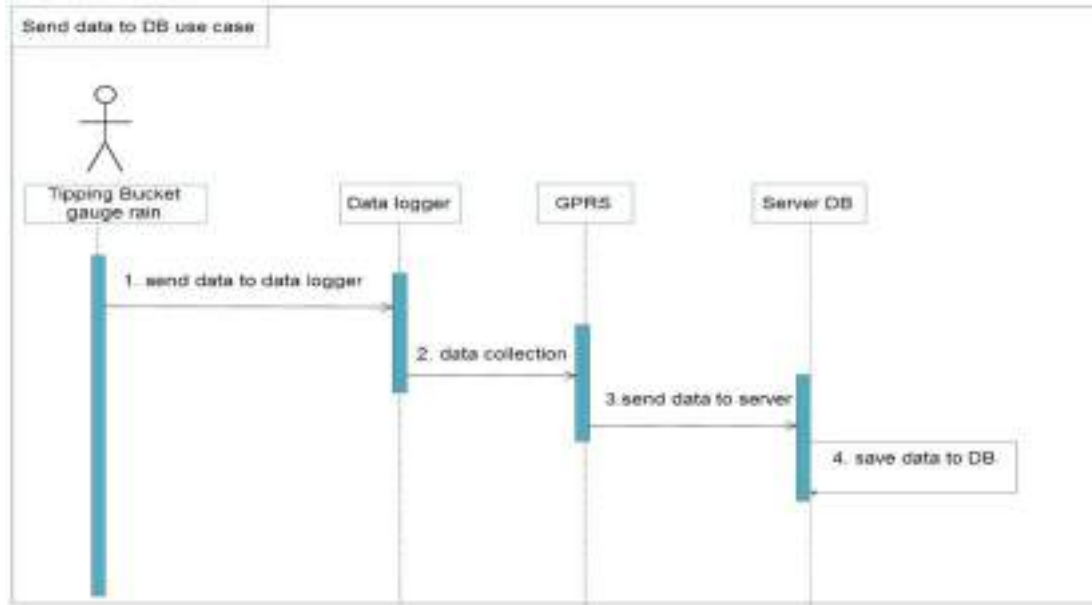 Send data to DB use case
Tipping Bucket
gauge rain
Data logger
GPRS
Server DB
1. send data to data logger
2. data collection
3.send data to server
4. save data to DB